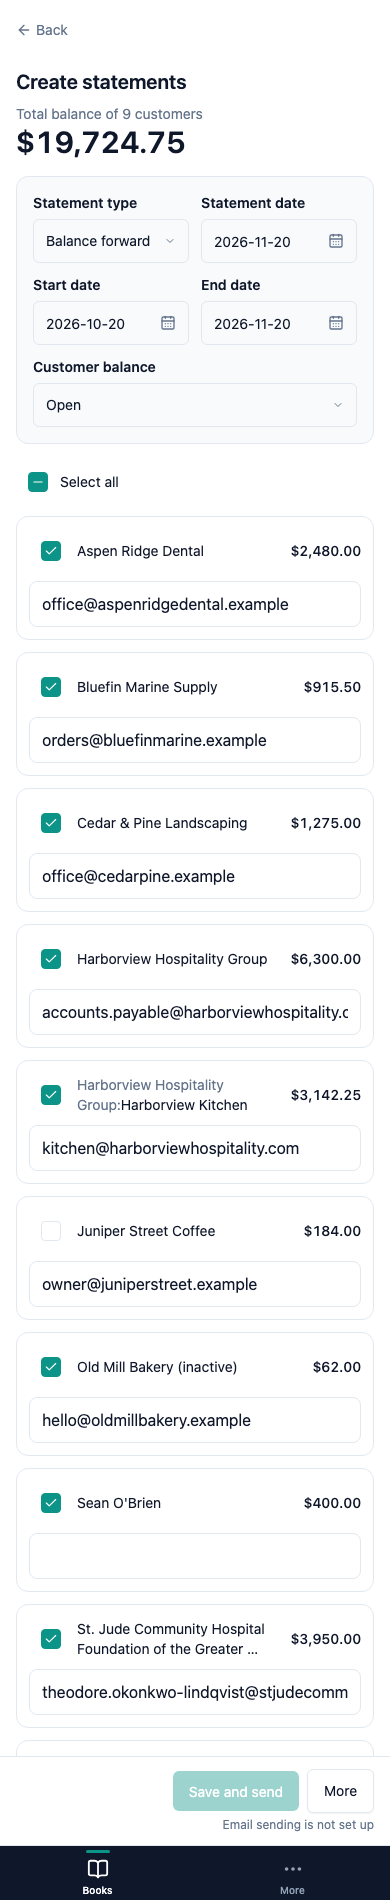 Back
Create statements
Total balance of 9 customers
$19,724.75
Statement type
Statement date
Balance forward
2026-11-20
Start date
End date
2026-10-20
2026-11-20
Customer balance
Open
Select all
Aspen Ridge Dental
$2,480.00
office@aspenridgedental.example
Bluefin Marine Supply
$915.50
orders@bluefinmarine.example
Cedar & Pine Landscaping
$1,275.00
office@cedarpine.example
Harborview Hospitality Group
$6,300.00
accounts.payable@harborviewhospitality.c
Harborview Hospitality
Group:Harborview Kitchen
$3,142.25
kitchen@harborviewhospitality.com
Juniper Street Coffee
$184.00
owner@juniperstreet.example
Old Mill Bakery (inactive)
$62.00
hello@oldmillbakery.example
Sean O'Brien
$400.00
St. Jude Community Hospital
Foundation of the Greater ...
$3,950.00
theodore.okonkwo-lindqvist@stjudecomm
Save and send
More
Email sending is not set up
Books
More